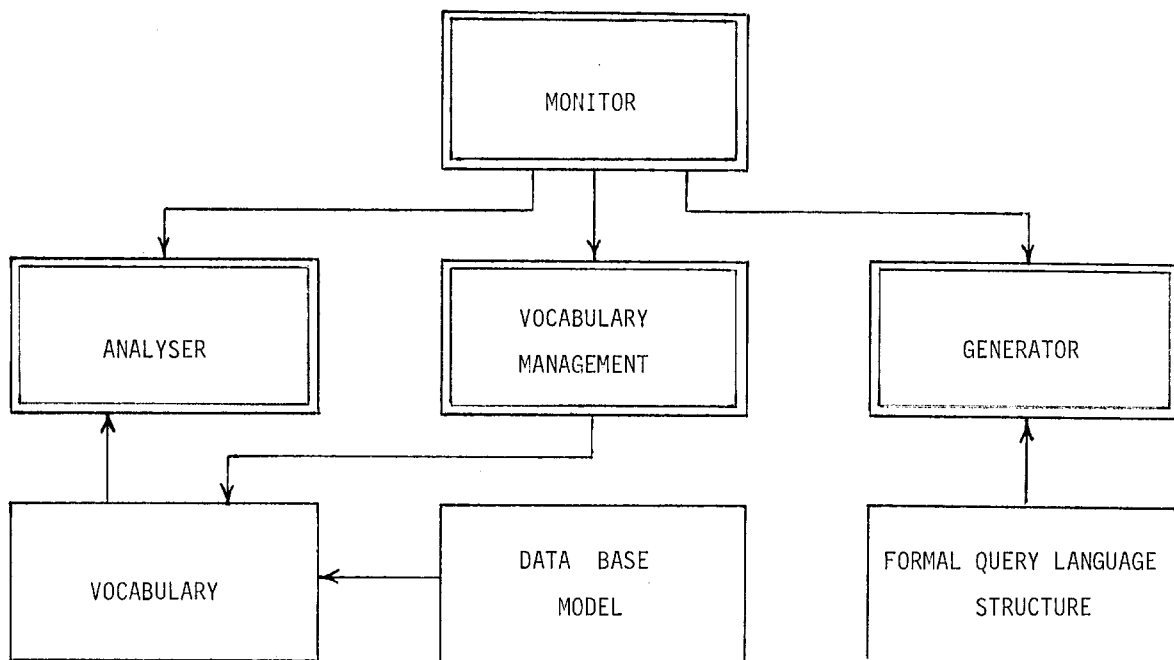 MONITOR
ANALYSER
VOCABULARY
MANAGEMENT
GENERATOR
VOCABULARY
DATA BASE
MODEL
FORMAL QUERY LANGUAGE
STRUCTURE